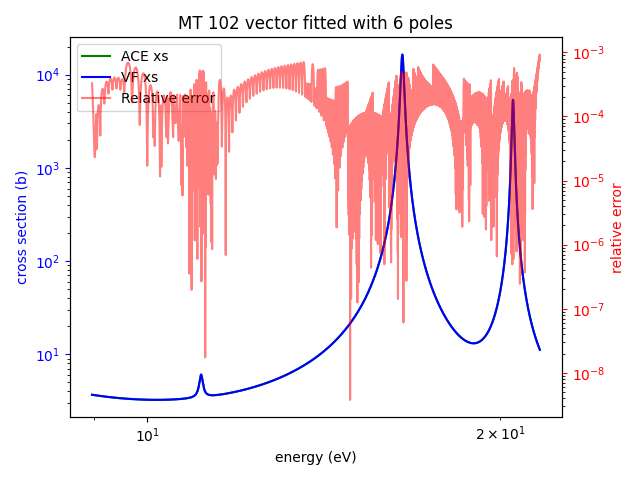 MT 102 vector fitted with 6 poles
ACE xs
VF xs
Relative error
cross section (b)
10⁴
10³
10²
10¹
10⁻³
10⁻⁴
10⁻⁵
10⁻⁶
10⁻⁷
10⁻⁸
relative error
10¹
2 × 10¹
energy (eV)